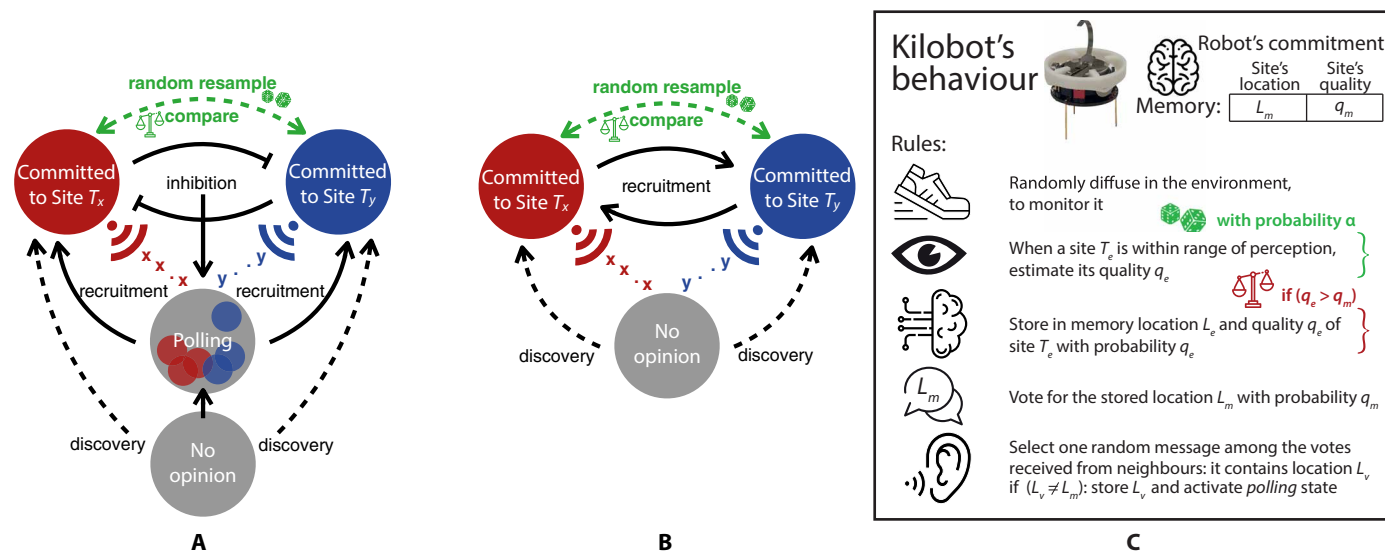 random resample
compare
Committed
to Site Tx
Committed
to Site Ty
inhibition
x x . x
y . . y
recruitment
recruitment
Polling
discovery
discovery
No
opinion
A
random resample
compare
Committed
to Site Tx
Committed
to Site Ty
recruitment
x x . x
y . . y
No
opinion
discovery
discovery
B
Kilobot's
behaviour
Robot's commitment
Site's location
Site's quality
Memory:
Lm
qm
Rules:
Randomly diffuse in the environment,
to monitor it
with probability α
When a site Te is within range of perception,
estimate its quality qe
if (qe > qm)
Store in memory location Le and quality qe of
site Te with probability qe
Lm
Vote for the stored location Lm with probability qm
Select one random message among the votes
received from neighbours: it contains location Lv
if (Lv ≠ Lm): store Lv and activate polling state
C